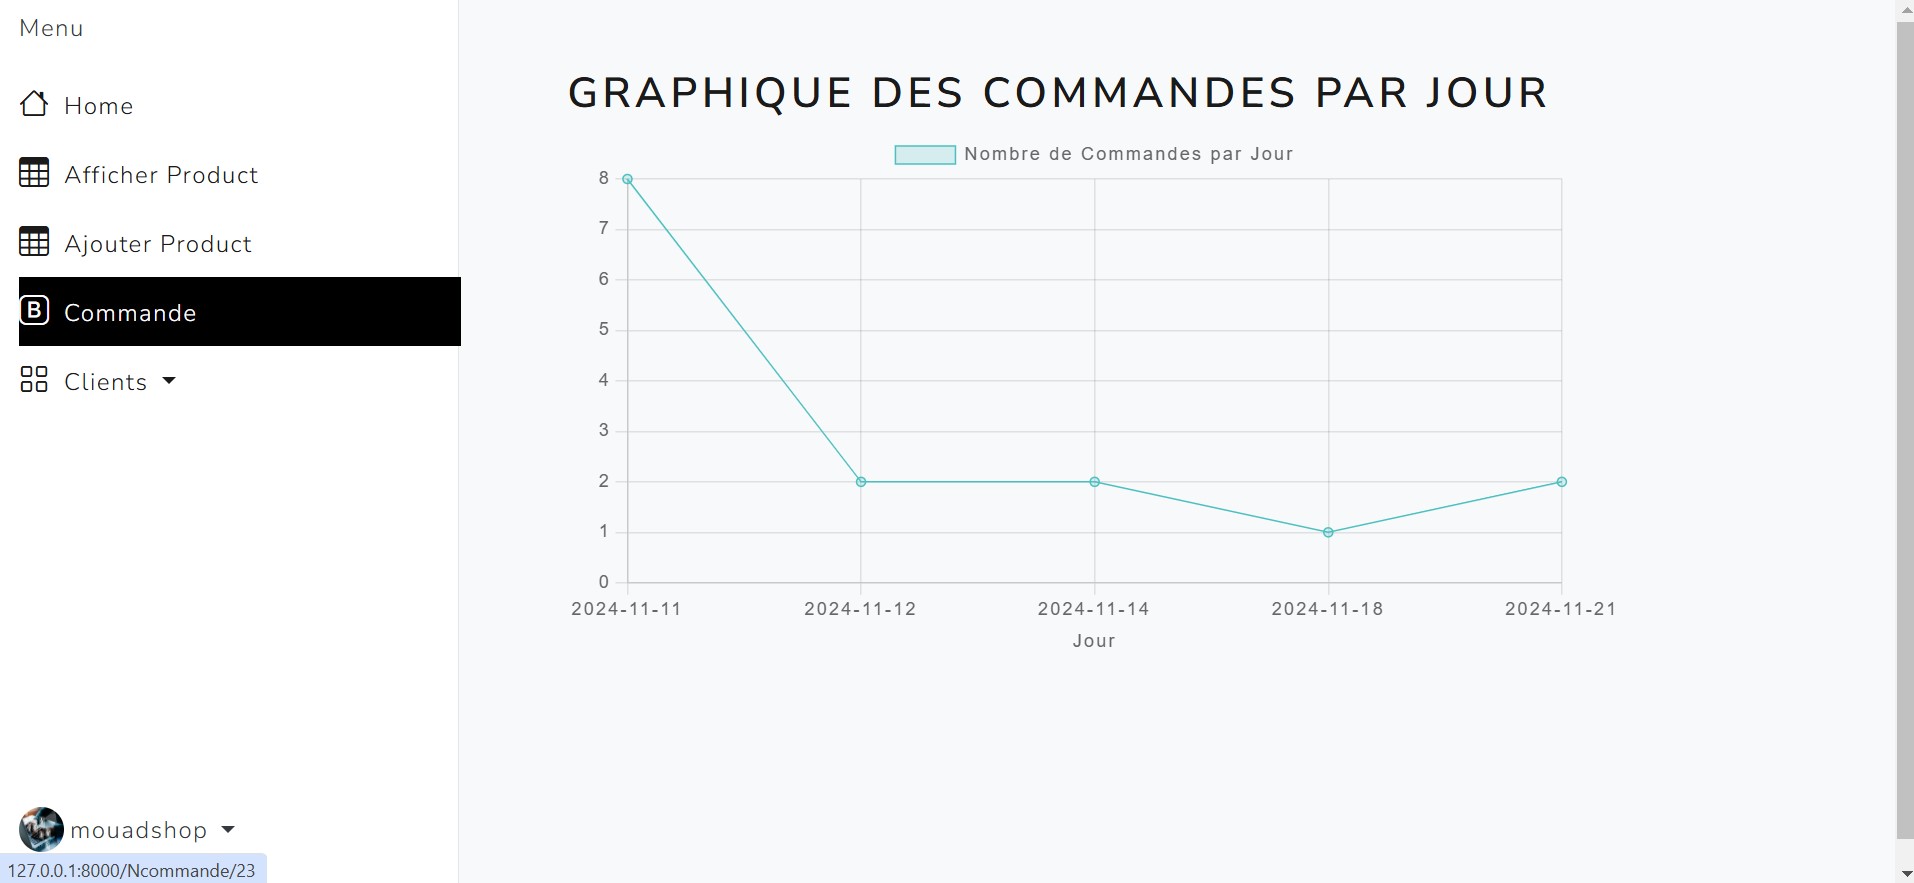 Menu
Home
Afficher Product
Ajouter Product
B Commande
Clients
mouadshop
127.0.0.1:8000/Ncommande/23
GRAPHIQUE DES COMMANDES PAR JOUR
Nombre de Commandes par Jour
8
7
6
5
4
3
2
1
0
2024-11-11 2024-11-12 2024-11-14 2024-11-18 2024-11-21
Jour